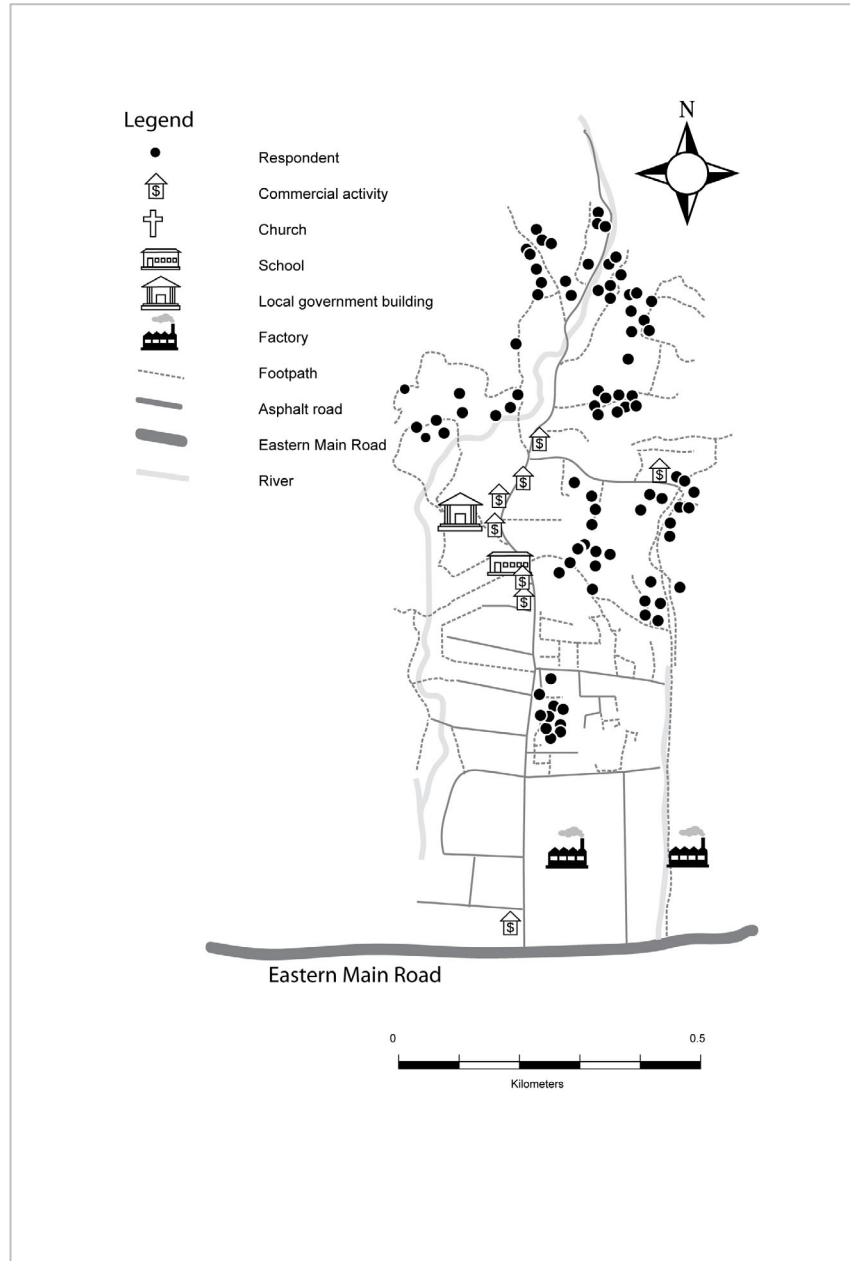 N
Legend
Respondent
$ Commercial activity
Church
School
Local government building
Factory
Footpath
Asphalt road
Eastern Main Road
River
$
$
$
$
$
$
$
$
Eastern Main Road
0 0.5
Kilometers